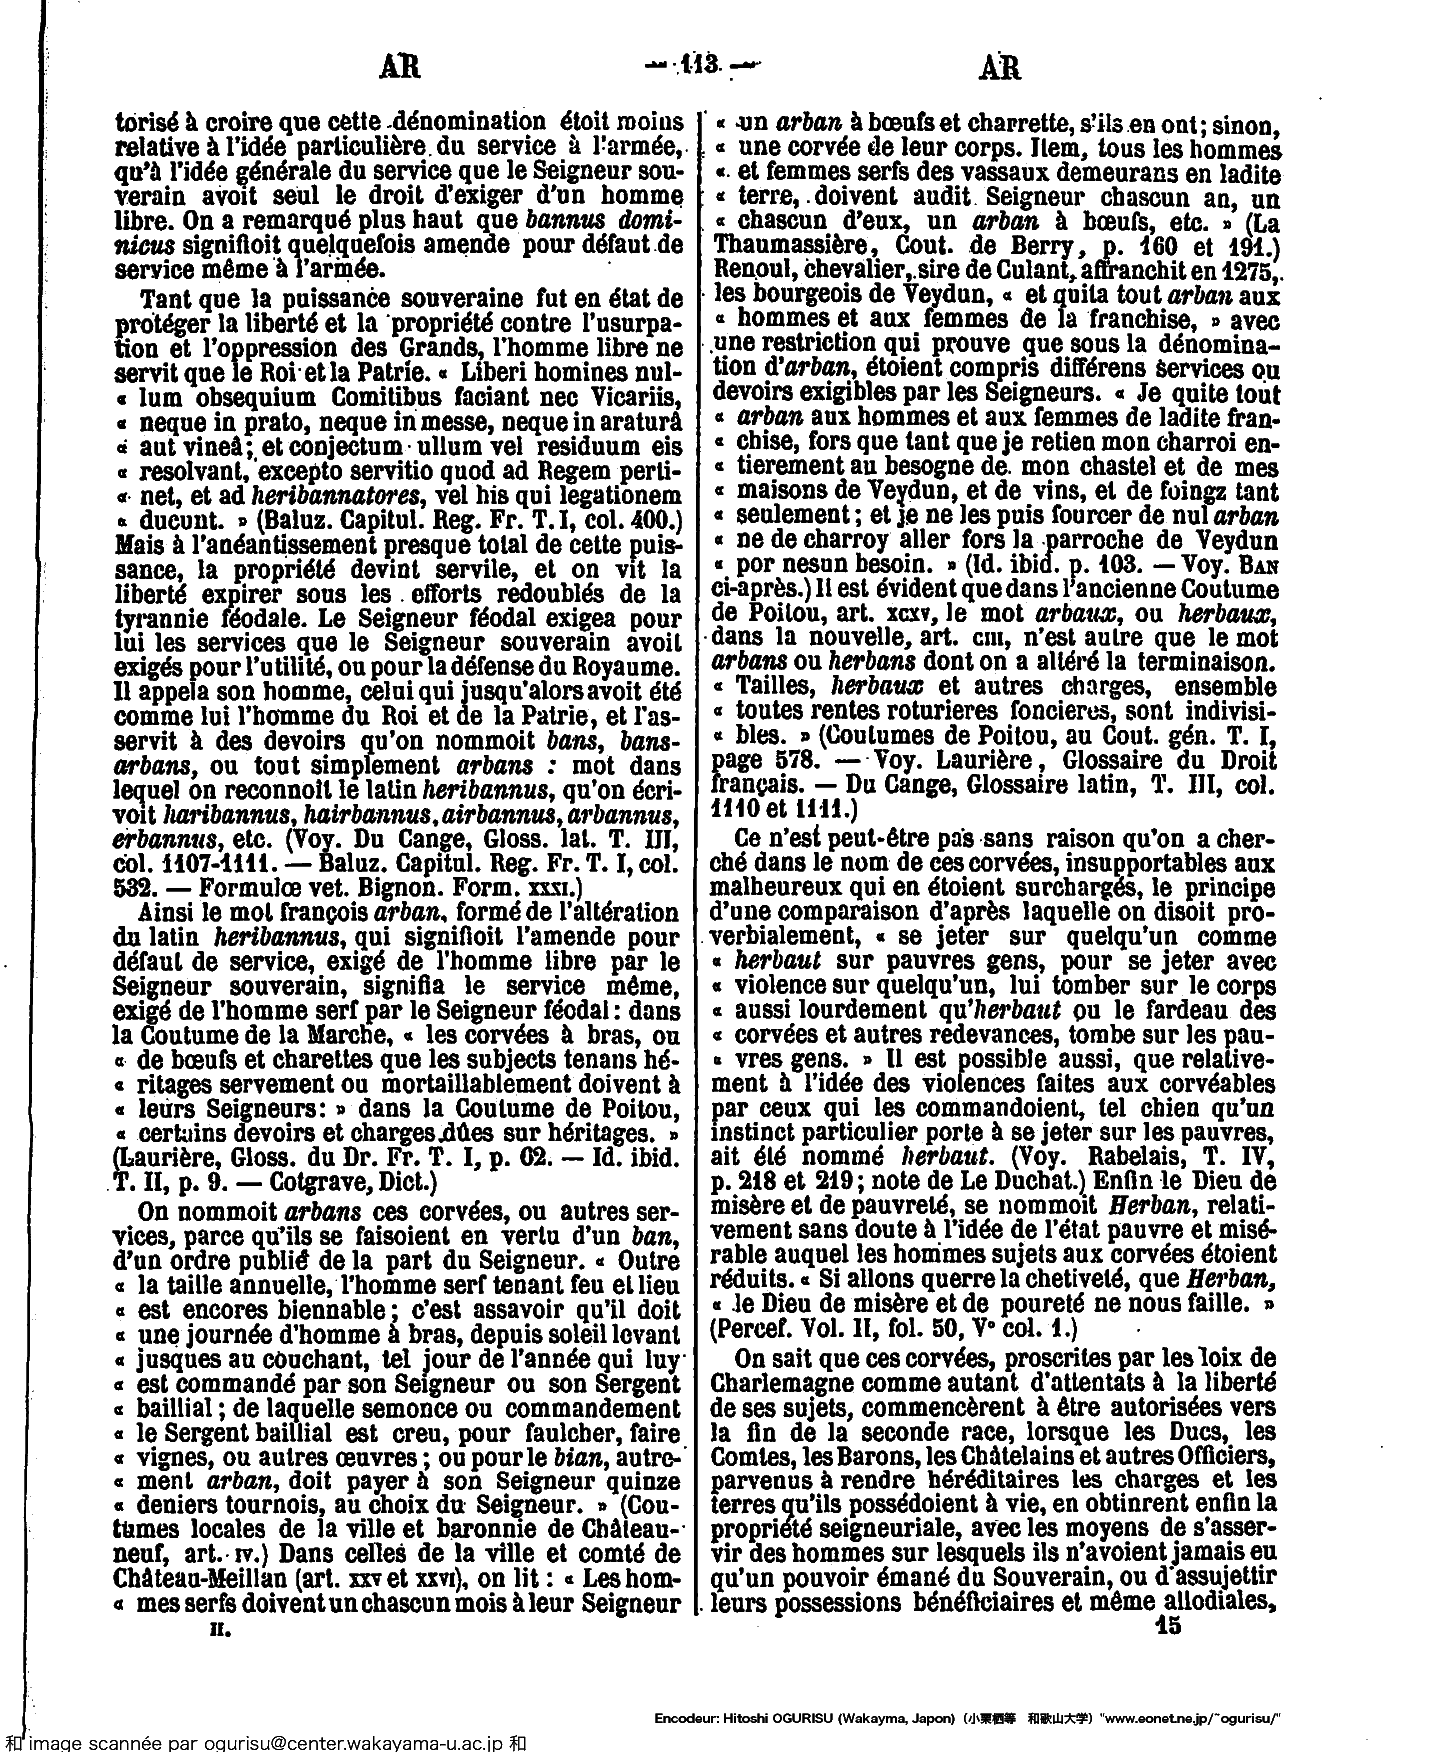 AR
— 113. —
AR
torisé à croire que cette dénomination étoit moins
relative à l'idée particulière du service à l'armée,
qu'à l'idée générale du service que le Seigneur sou-
verain avoit seul le droit d'exiger d'un homme
libre. On a remarqué plus haut que bannus domi-
nicus signifioit quelquefois amende pour défaut de
service même à l'armée.
Tant que la puissance souveraine fut en état de
protéger la liberté et la propriété contre l'usurpa-
tion et l'oppression des Grands, l'homme libre ne
servit que le Roi et la Patrie. « Liberi homines nul-
« lum obsequium Comitibus faciant nec Vicariis,
« neque in prato, neque in messe, neque in araturâ
« aut vineâ; et conjectum ullum vel residuum eis
« resolvant, excepto servitio quod ad Regem perti-
« net, et ad heribannatores, vel his qui legationem
« ducunt. » (Baluz. Capitul. Reg. Fr. T. I, col. 400.)
Mais à l'anéantissement presque total de cette puis-
sance, la propriété devint servile, et on vit la
liberté expirer sous les efforts redoublés de la
tyrannie féodale. Le Seigneur féodal exigea pour
lui les services que le Seigneur souverain avoit
exigés pour l'utilité, ou pour la défense du Royaume.
Il appela son homme, celui qui jusqu'alors avoit été
comme lui l'homme du Roi et de la Patrie, et l'as-
servit à des devoirs qu'on nommoit bans, bans-
arbans, ou tout simplement arbans : mot dans
lequel on reconnoît le latin heribannus, qu'on écri-
voit haribannus, hairbannus, airbannus, arbannus,
erbannus, etc. (Voy. Du Cange, Gloss. lat. T. III,
col. 1107-1111. — Baluz. Capitul. Reg. Fr. T. I, col.
532. — Formulœ vet. Bignon. Form. XXXI.)
Ainsi le mot françois arban, formé de l'altération
du latin heribannus, qui signifioit l'amende pour
défaut de service, exigé de l'homme libre par le
Seigneur souverain, signifia le service même,
exigé de l'homme serf par le Seigneur féodal : dans
la Coutume de la Marche, « les corvées à bras, ou
« de bœufs et charettes que les subjects tenans hé-
« ritages servement ou mortaillablement doivent à
« leurs Seigneurs: » dans la Coutume de Poitou,
« certains devoirs et charges dûes sur héritages. »
(Laurière, Gloss. du Dr. Fr. T. I, p. 62. — Id. ibid.
T. II, p. 9. — Cotgrave, Dict.)
On nommoit arbans ces corvées, ou autres ser-
vices, parce qu'ils se faisoient en vertu d'un ban,
d'un ordre publié de la part du Seigneur. « Outre
« la taille annuelle, l'homme serf tenant feu et lieu
« est encores biennable; c'est assavoir qu'il doit
« une journée d'homme à bras, depuis soleil levant
« jusques au couchant, tel jour de l'année qui luy
« est commandé par son Seigneur ou son Sergent
« baillial ; de laquelle semonce ou commandement
« le Sergent baillial est creu, pour faulcher, faire
« vignes, ou autres œuvres ; ou pour le bian, autre-
« ment arban, doit payer à son Seigneur quinze
« deniers tournois, au choix du Seigneur. » (Cou-
tumes locales de la ville et baronnie de Château-
neuf, art. IV.) Dans celles de la ville et comté de
Château-Meillan (art. XXV et XXVI), on lit : « Les hom-
« mes serfs doivent un chascun mois à leur Seigneur
II.
« un arban à bœufs et charrette, s'ils en ont; sinon,
« une corvée de leur corps. Item, tous les hommes
« et femmes serfs des vassaux demeurans en ladite
« terre, doivent audit Seigneur chascun an, un
« chascun d'eux, un arban à bœufs, etc. » (La
Thaumassière, Cout. de Berry, p. 160 et 191.)
Renoul, chevalier, sire de Culant, affranchit en 1275,
les bourgeois de Veydun, « et quita tout arban aux
« hommes et aux femmes de la franchise, » avec
une restriction qui prouve que sous la dénomina-
tion d'arban, étoient compris différens services ou
devoirs exigibles par les Seigneurs. « Je quite tout
« arban aux hommes et aux femmes de ladite fran-
« chise, fors que tant que je retien mon charroi en-
« tierement au besogne de mon chastel et de mes
« maisons de Veydun, et de vins, et de foingz tant
« seulement ; et je ne les puis fourcer de nul arban
« ne de charroy aller fors la parroche de Veydun
« por nesun besoin. » (Id. ibid. p. 103. — Voy. BAN
ci-après.) Il est évident que dans l'ancienne Coutume
de Poitou, art. XCXV, le mot arbaux, ou herbaux,
dans la nouvelle, art. CIII, n'est autre que le mot
arbans ou herbans dont on a altéré la terminaison.
« Tailles, herbaux et autres charges, ensemble
« toutes rentes roturieres foncieres, sont indivisi-
« bles. » (Coutumes de Poitou, au Cout. gén. T. I,
page 578. — Voy. Laurière, Glossaire du Droit
français. — Du Cange, Glossaire latin, T. III, col.
1110 et 1111.)
Ce n'est peut-être pas sans raison qu'on a cher-
ché dans le nom de ces corvées, insupportables aux
malheureux qui en étoient surchargés, le principe
d'une comparaison d'après laquelle on disoit pro-
verbialement, « se jeter sur quelqu'un comme
« herbaut sur pauvres gens, pour se jeter avec
« violence sur quelqu'un, lui tomber sur le corps
« aussi lourdement qu'herbaut ou le fardeau des
« corvées et autres redevances, tombe sur les pau-
« vres gens. » Il est possible aussi, que relative-
ment à l'idée des violences faites aux corvéables
par ceux qui les commandoient, tel chien qu'un
instinct particulier porte à se jeter sur les pauvres,
ait été nommé herbaut. (Voy. Rabelais, T. IV,
p. 218 et 219 ; note de Le Duchat.) Enfin le Dieu de
misère et de pauvreté, se nommoit Herban, relati-
vement sans doute à l'idée de l'état pauvre et misé-
rable auquel les hommes sujets aux corvées étoient
réduits. « Si allons querre la chetiveté, que Herban,
« le Dieu de misère et de poureté ne nous faille. »
(Percef. Vol. II, fol. 50, V° col. 1.)
On sait que ces corvées, proscrites par les loix de
Charlemagne comme autant d'attentats à la liberté
de ses sujets, commencèrent à être autorisées vers
la fin de la seconde race, lorsque les Ducs, les
Comtes, les Barons, les Châtelains et autres Officiers,
parvenus à rendre héréditaires les charges et les
terres qu'ils possédoient à vie, en obtinrent enfin la
propriété seigneuriale, avec les moyens de s'asser-
vir des hommes sur lesquels ils n'avoient jamais eu
qu'un pouvoir émané du Souverain, ou d'assujettir
leurs possessions bénéficiaires et même allodiales,
15
Encodeur: Hitoshi OGURISU (Wakayma, Japon) (小栗栖等 和歌山大学) "www.eonet.ne.jp/~ogurisu/"
和 image scannée par ogurisu@center.wakayama-u.ac.jp 和